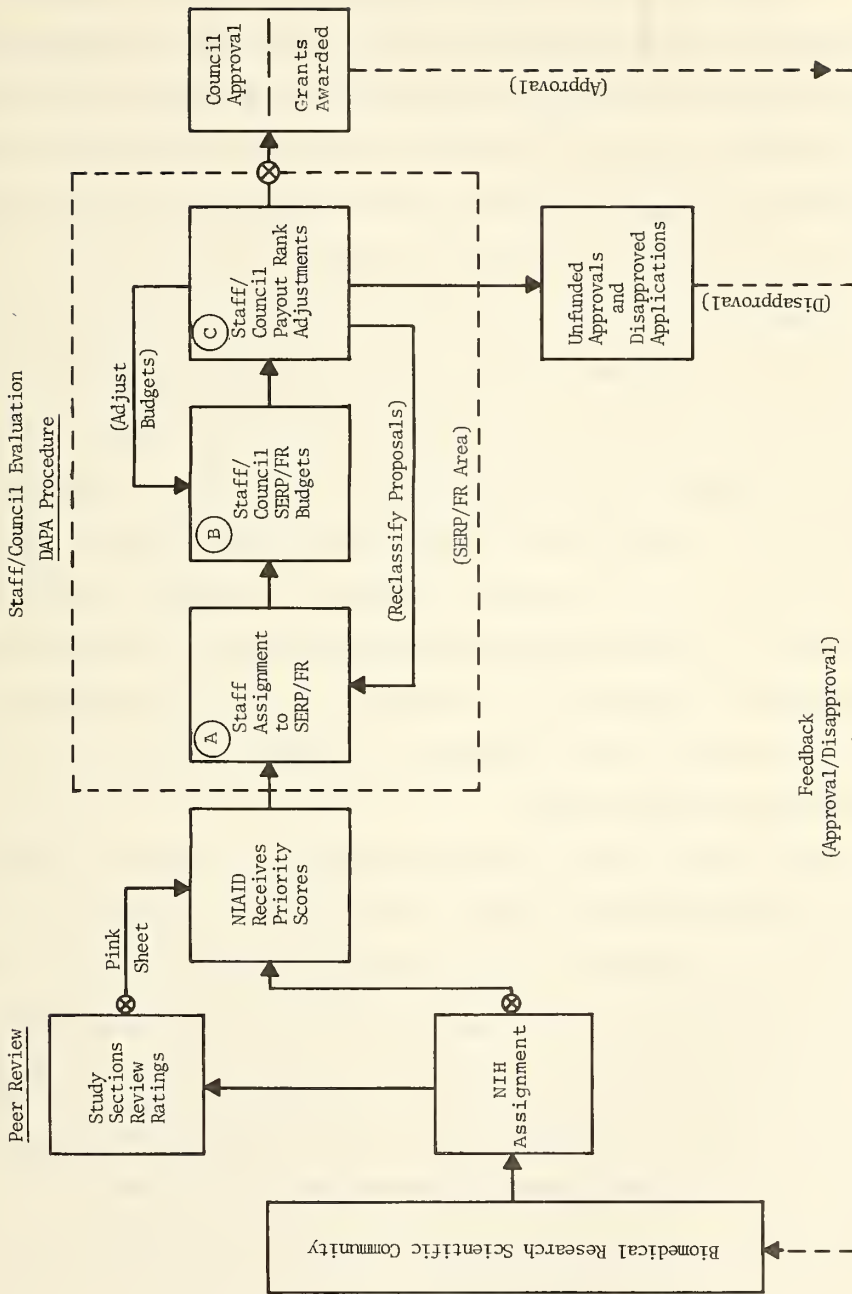 Staff/Council Evaluation
DAPA Procedure
Peer Review
Study
Sections
Review
Ratings
Pink
Sheet
NIH
Assignment
Biomedical Research Scientific Community
NIAID
Receives
Priority
Scores
A
Staff
Assignment
to
SERP/FR
B
Staff/
Council
SERP/FR
Budgets
C
Staff/
Council
Payout Rank
Adjustments
(Adjust
Budgets)
(Reclassify Proposals)
(SERP/FR Area)
Council
Approval
Grants
Awarded
(Approval)
Unfunded
Approvals
and
Disapproved
Applications
(Disapproval)
Feedback
(Approval/Disapproval)